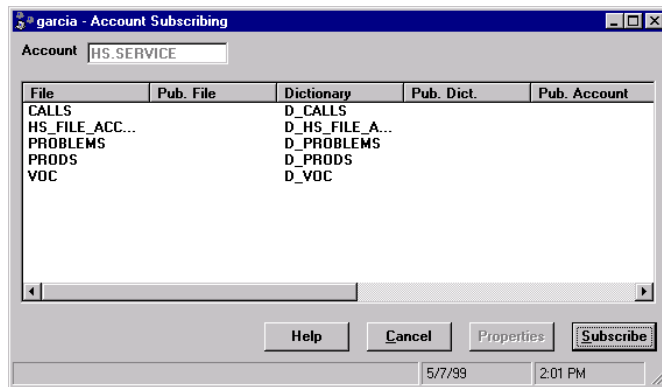 garcia - Account Subscribing
Account HS.SERVICE
File Pub. File Dictionary Pub. Dict. Pub. Account
CALLS D_CALLS
HS_FILE_ACC... D_HS_FILE_A...
PROBLEMS D_PROBLEMS
PRODS D_PRODS
VOC D_VOC
Help Cancel Properties Subscribe
5/7/99 2:01 PM